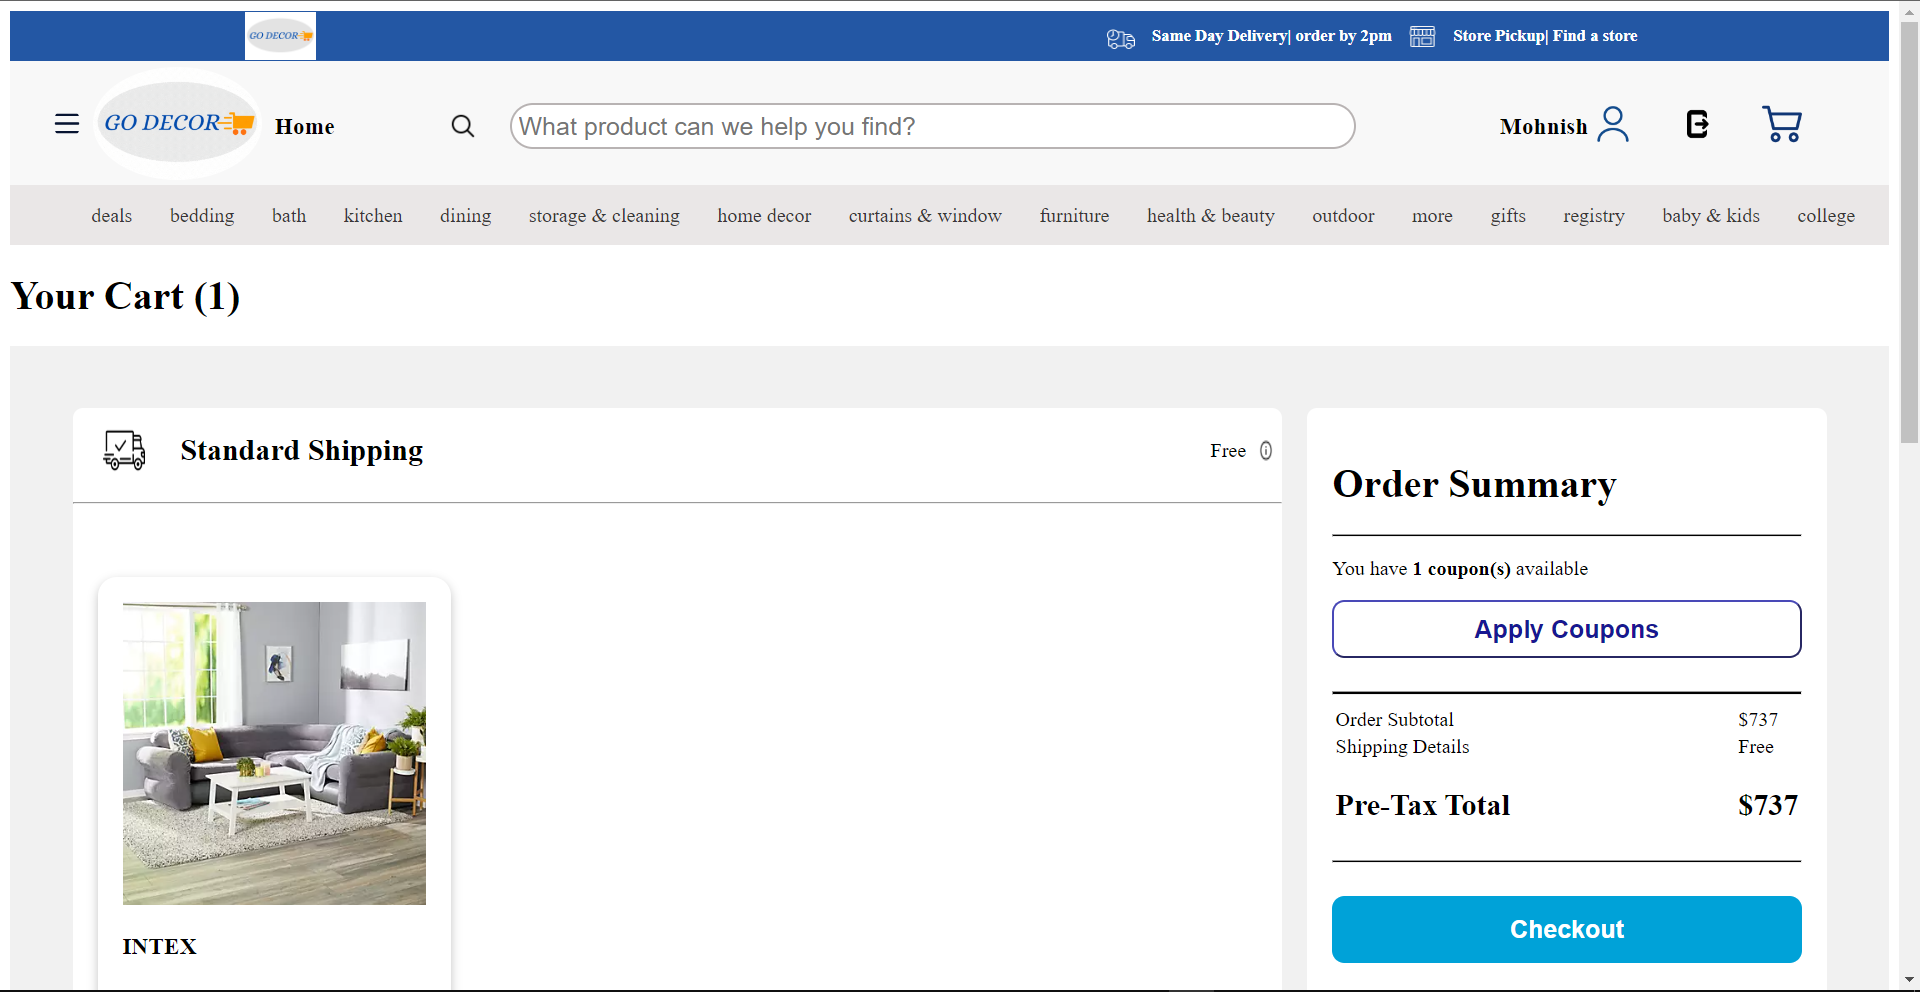 GO DECOR
Same Day Delivery| order by 2pm
Store Pickup| Find a store
GO DECOR
Home
What product can we help you find?
Mohnish
deals bedding bath kitchen dining storage & cleaning home decor curtains & window furniture health & beauty outdoor more gifts registry baby & kids college
Your Cart (1)
Standard Shipping
Free
INTEX
Order Summary
You have 1 coupon(s) available
Apply Coupons
Order Subtotal $737
Shipping Details Free
Pre-Tax Total $737
Checkout